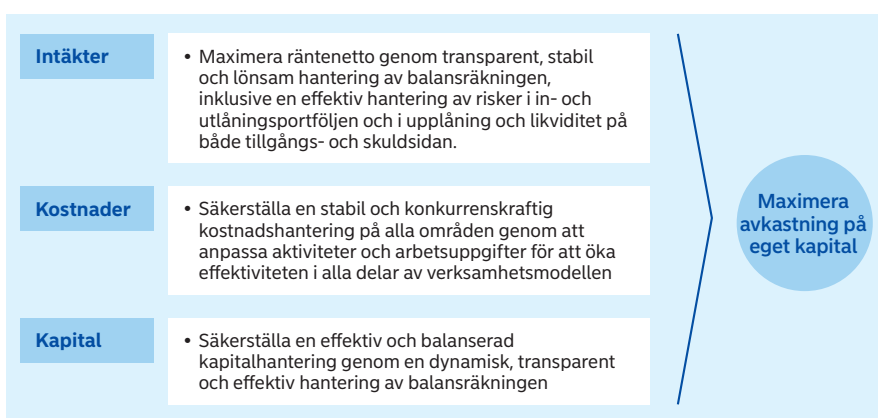 Intäkter
• Maximera räntenetto genom transparent, stabil
och lönsam hantering av balansräkningen,
inklusive en effektiv hantering av risker i in- och
utlåningsportföljen och i upplåning och likviditet på
både tillgångs- och skuldsidan.
Kostnader
• Säkerställa en stabil och konkurrenskraftig
kostnadshantering på alla områden genom att
anpassa aktiviteter och arbetsuppgifter för att öka
effektiviteten i alla delar av verksamhetsmodellen
Kapital
• Säkerställa en effektiv och balanserad
kapitalhantering genom en dynamisk, transparent
och effektiv hantering av balansräkningen
Maximera
avkastning på
eget kapital